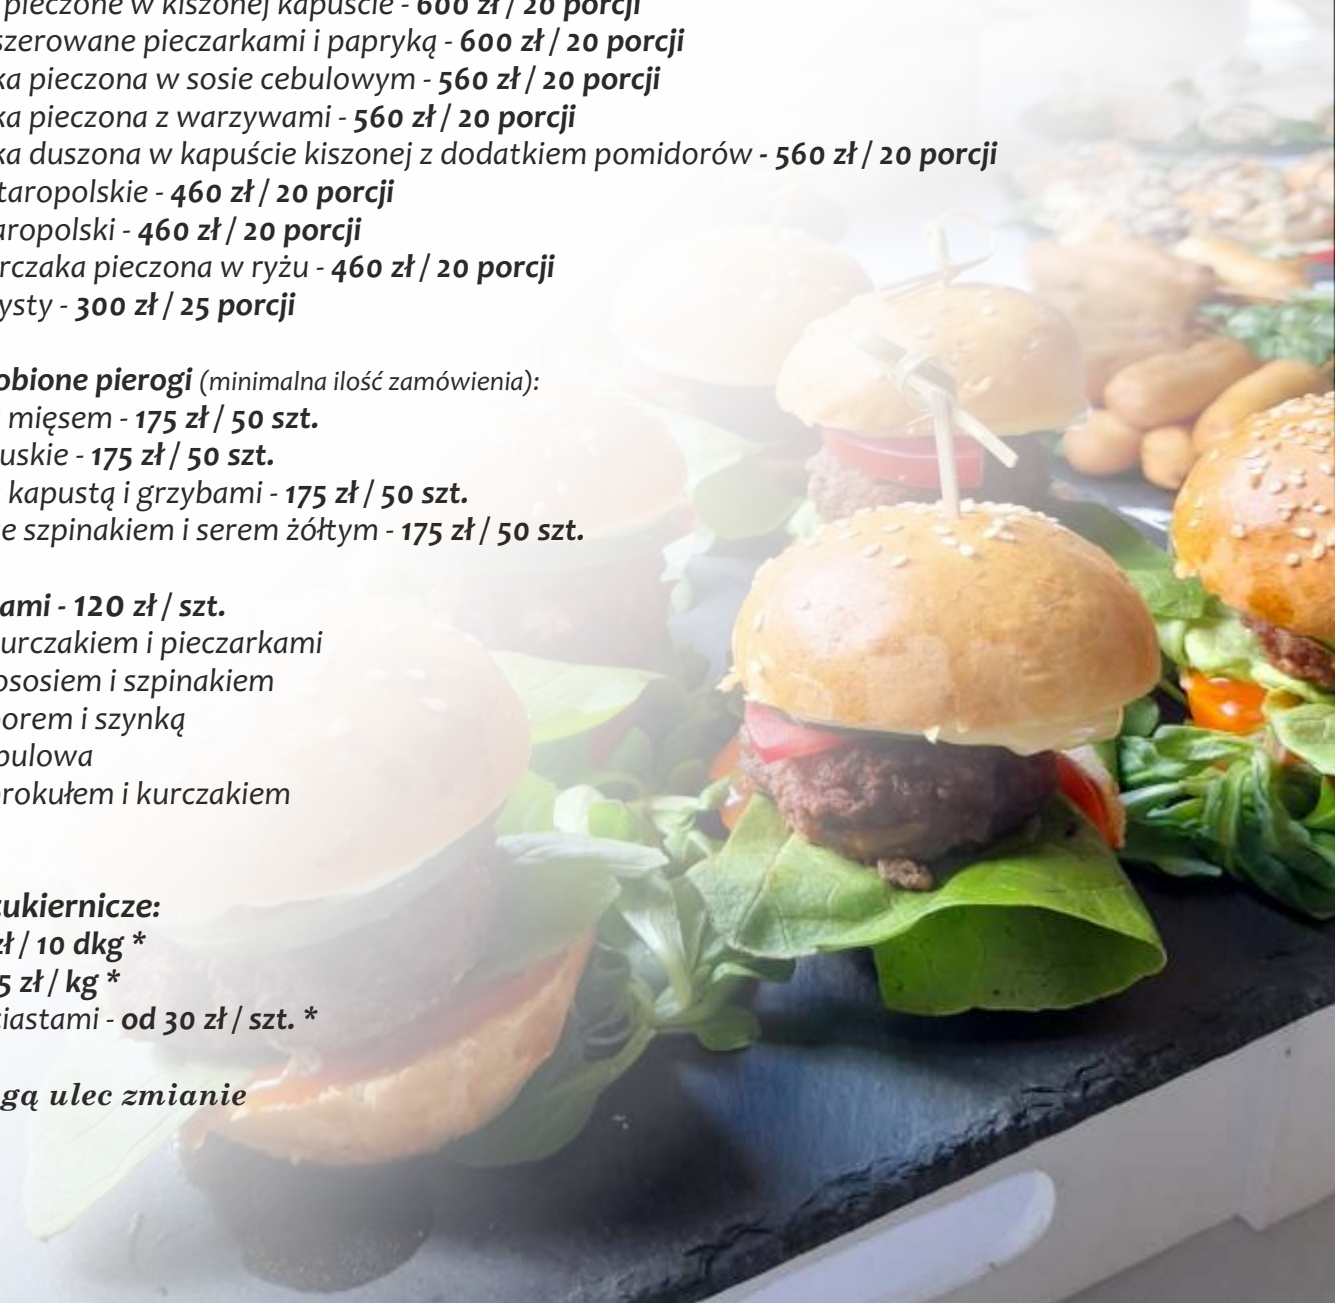 pieczone w kiszonej kapuście - 600 zł / 20 porcji
szerowane pieczarkami i papryką - 600 zł / 20 porcji
ka pieczona w sosie cebulowym - 560 zł / 20 porcji
ka pieczona z warzywami - 560 zł / 20 porcji
ka duszona w kapuście kiszonej z dodatkiem pomidorów - 560 zł / 20 porcji
taropolskie - 460 zł / 20 porcji
aropolski - 460 zł / 20 porcji
rczaka pieczona w ryżu - 460 zł / 20 porcji
ysty - 300 zł / 25 porcji
obione pierogi (minimalna ilość zamówienia):
mięsem - 175 zł / 50 szt.
uskie - 175 zł / 50 szt.
kapustą i grzybami - 175 zł / 50 szt.
e szpinakiem i serem żółtym - 175 zł / 50 szt.
ami - 120 zł / szt.
urczakiem i pieczarkami
ososiem i szpinakiem
orem i szynką
bulowa
rokułem i kurczakiem
cukiernicze:
zł / 10 dkg *
5 zł / kg *
ciastami - od 30 zł / szt. *
gą ulec zmianie